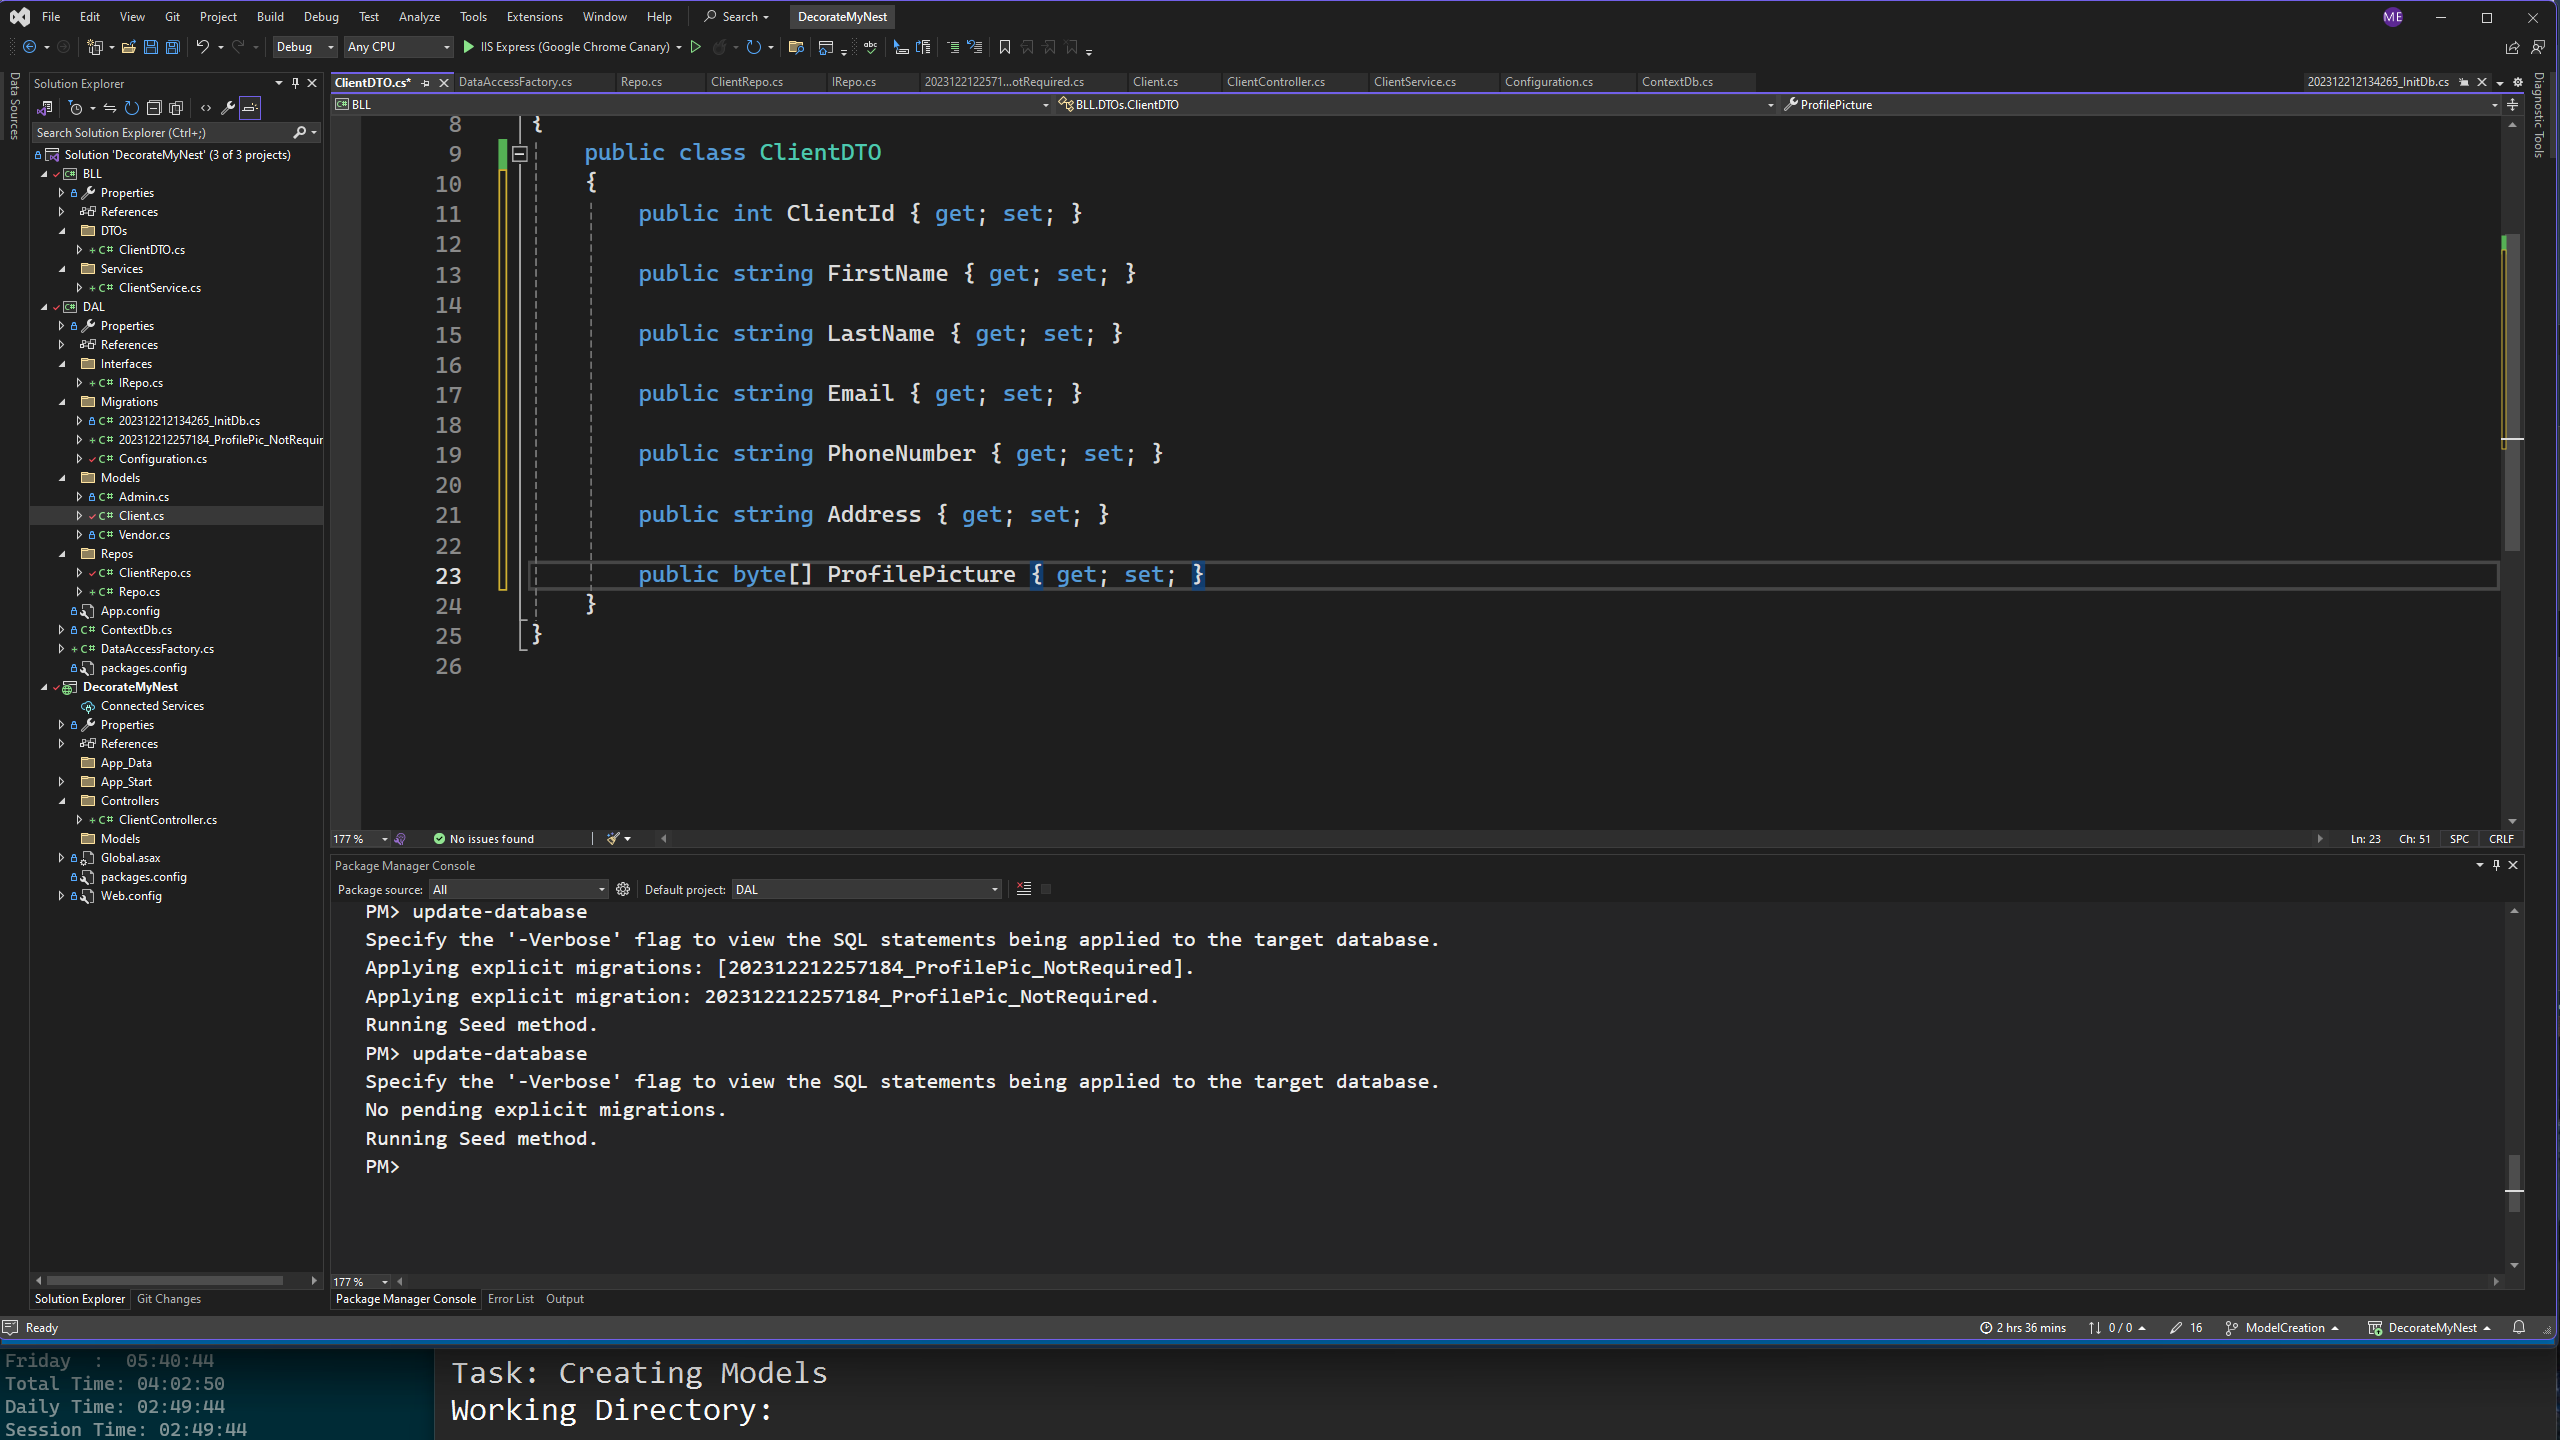 File Edit View Git Project Build Debug Test Analyze Tools Extensions Window Help Search DecorateMyNest ME
Debug Any CPU IIS Express (Google Chrome Canary)
Data Sources
Solution Explorer
Search Solution Explorer (Ctrl+;)
Solution 'DecorateMyNest' (3 of 3 projects)
BLL
Properties
References
DTOs
C# ClientDTO.cs
Services
C# ClientService.cs
DAL
Properties
References
Interfaces
C# IRepo.cs
Migrations
C# 202312212134265_InitDb.cs
C# 202312212257184_ProfilePic_NotRequir
C# Configuration.cs
Models
C# Admin.cs
C# Client.cs
C# Vendor.cs
Repos
C# ClientRepo.cs
C# Repo.cs
App.config
C# ContextDb.cs
C# DataAccessFactory.cs
packages.config
DecorateMyNest
Connected Services
Properties
References
App_Data
App_Start
Controllers
C# ClientController.cs
Models
Global.asax
packages.config
Web.config
Solution Explorer Git Changes
ClientDTO.cs* DataAccessFactory.cs Repo.cs ClientRepo.cs IRepo.cs 2023122122571...otRequired.cs Client.cs ClientController.cs ClientService.cs Configuration.cs ContextDb.cs 202312212134265_InitDb.cs
BLL BLL.DTOs.ClientDTO ProfilePicture
8 {
9 public class ClientDTO
10 {
11 public int ClientId { get; set; }
12
13 public string FirstName { get; set; }
14
15 public string LastName { get; set; }
16
17 public string Email { get; set; }
18
19 public string PhoneNumber { get; set; }
20
21 public string Address { get; set; }
22
23 public byte[] ProfilePicture { get; set; }
24 }
25 }
26
177 % No issues found Ln: 23 Ch: 51 SPC CRLF
Diagnostic Tools
Package Manager Console
Package source: All Default project: DAL
PM> update-database
Specify the '-Verbose' flag to view the SQL statements being applied to the target database.
Applying explicit migrations: [202312212257184_ProfilePic_NotRequired].
Applying explicit migration: 202312212257184_ProfilePic_NotRequired.
Running Seed method.
PM> update-database
Specify the '-Verbose' flag to view the SQL statements being applied to the target database.
No pending explicit migrations.
Running Seed method.
PM>
177 %
Package Manager Console Error List Output
Ready 2 hrs 36 mins 0 / 0 16 ModelCreation DecorateMyNest
Friday : 05:40:44
Total Time: 04:02:50
Daily Time: 02:49:44
Session Time: 02:49:44
Task: Creating Models
Working Directory: